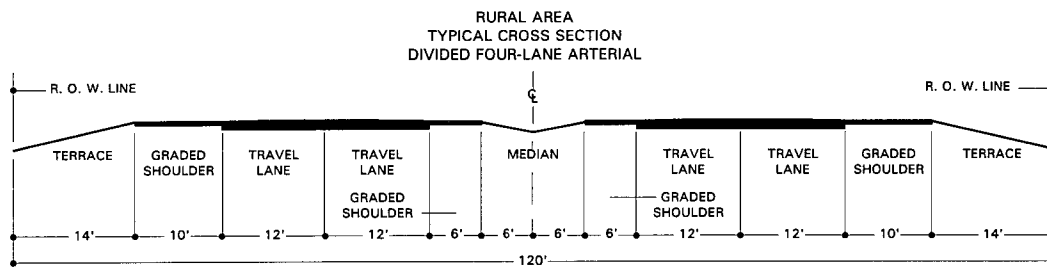 RURAL AREA
TYPICAL CROSS SECTION
DIVIDED FOUR-LANE ARTERIAL
R. O. W. LINE
℄
R. O. W. LINE
TERRACE
GRADED
SHOULDER
TRAVEL
LANE
TRAVEL
LANE
GRADED
SHOULDER
MEDIAN
TRAVEL
LANE
GRADED
SHOULDER
TRAVEL
LANE
GRADED
SHOULDER
TERRACE
14' 10' 12' 12' 6' 6' 6' 6' 12' 12' 10' 14'
120'